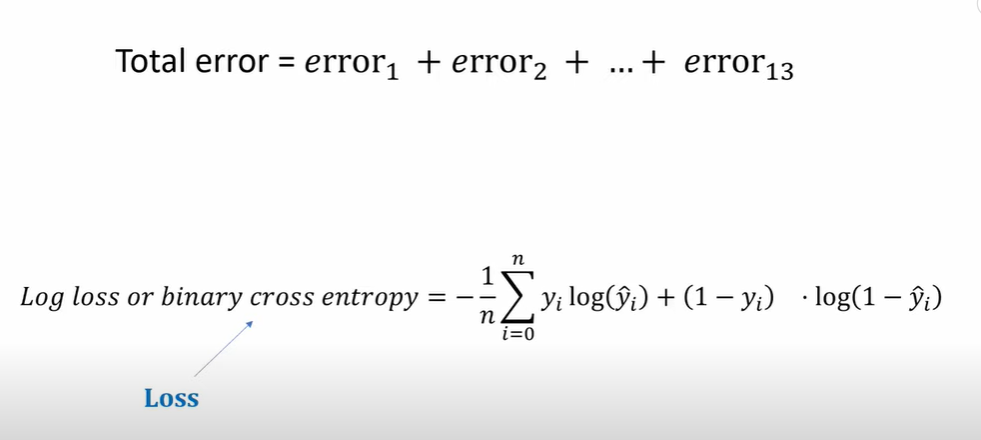 Total error = error₁ + error₂ + ...+ error₁₃
Log loss or binary cross entropy = −1/n ∑ᵢ₌₀ⁿ yᵢ log(ŷᵢ) + (1 − yᵢ) · log(1 − ŷᵢ)
Loss